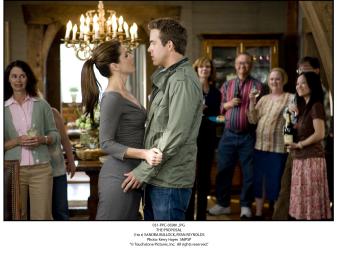 THE PROPOSAL
(l to r) SANDRA BULLOCK, RYAN REYNOLDS
Photo: Kerry Hayes SMPSP
© Touchstone Pictures, Inc. All rights reserved.